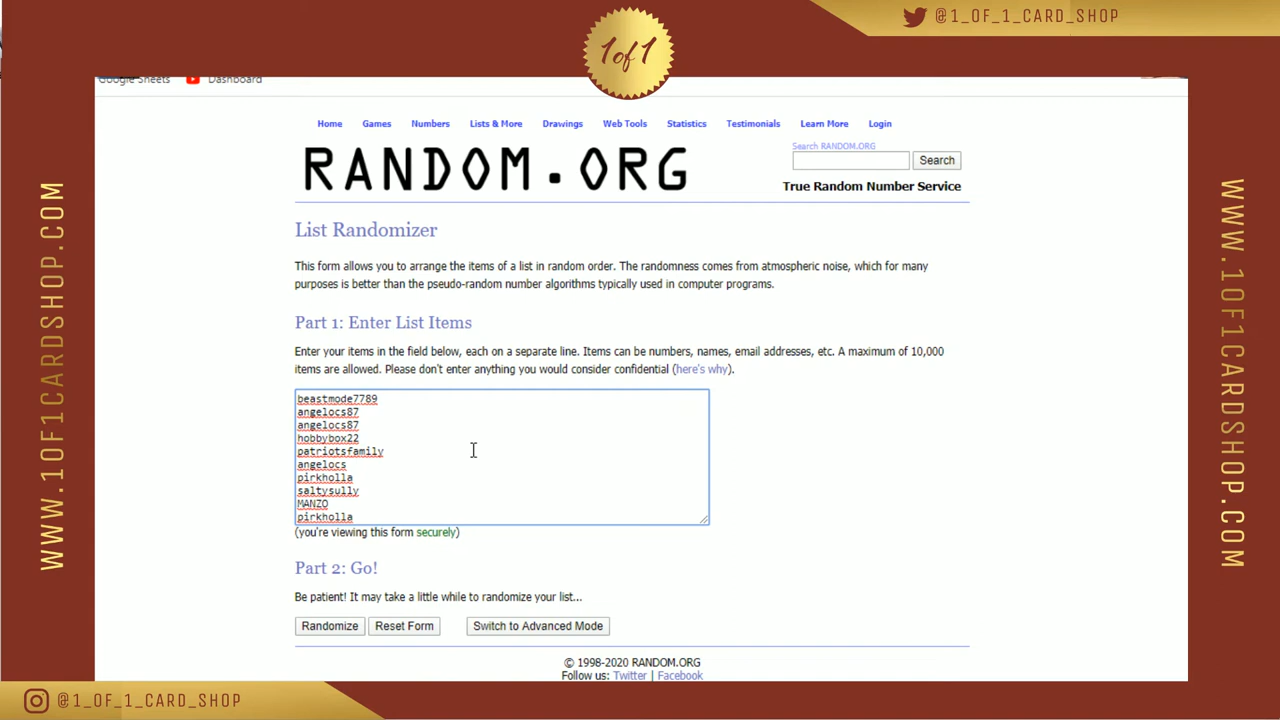 @1_OF_1_CARD_SHOP
1 of 1
Google Sheets Dashboard
Home Games Numbers Lists & More Drawings Web Tools Statistics Testimonials Learn More Login
RANDOM.ORG
Search RANDOM.ORG
Search
True Random Number Service
List Randomizer
This form allows you to arrange the items of a list in random order. The randomness comes from atmospheric noise, which for many
purposes is better than the pseudo-random number algorithms typically used in computer programs.
Part 1: Enter List Items
Enter your items in the field below, each on a separate line. Items can be numbers, names, email addresses, etc. A maximum of 10,000
items are allowed. Please don't enter anything you would consider confidential (here's why).
beastmode7789
angelocs87
angelocs87
hobbybox22
patriotsfamily
angelocs
pirkholla
saltysully
MANZO
pirkholla
(you're viewing this form securely)
Part 2: Go!
Be patient! It may take a little while to randomize your list...
Randomize Reset Form Switch to Advanced Mode
© 1998-2020 RANDOM.ORG
Follow us: Twitter | Facebook
WWW.1OF1CARDSHOP.COM
WWW.1OF1CARDSHOP.COM
@1_OF_1_CARD_SHOP